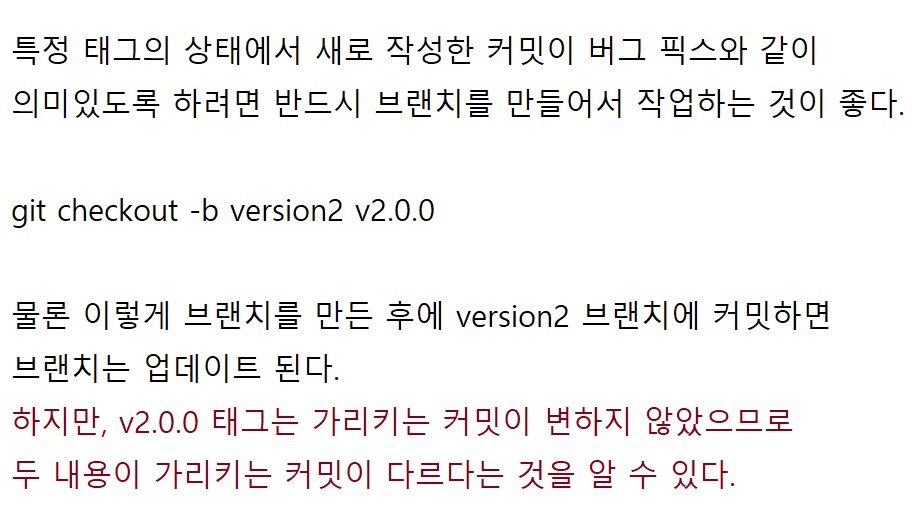 특정 태그의 상태에서 새로 작성한 커밋이 버그 픽스와 같이
의미있도록 하려면 반드시 브랜치를 만들어서 작업하는 것이 좋다.
git checkout -b version2 v2.0.0
물론 이렇게 브랜치를 만든 후에 version2 브랜치에 커밋하면
브랜치는 업데이트 된다.
하지만, v2.0.0 태그는 가리키는 커밋이 변하지 않았으므로
두 내용이 가리키는 커밋이 다르다는 것을 알 수 있다.